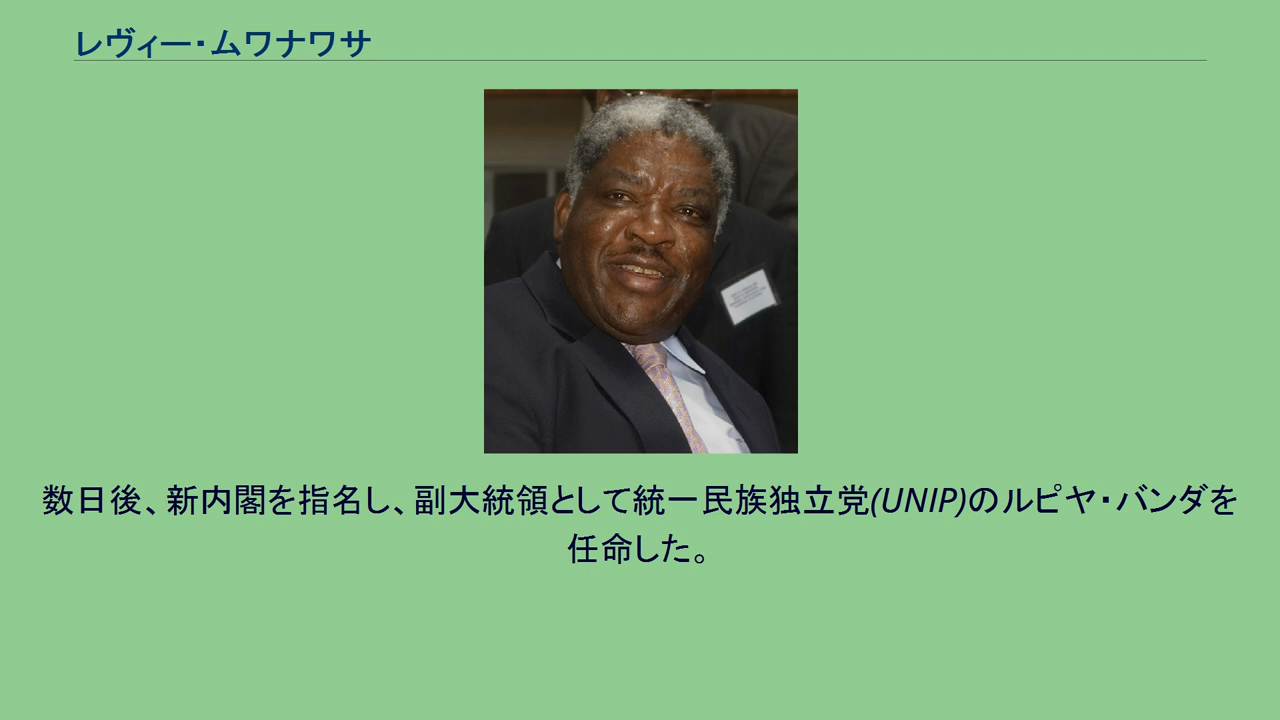 レヴィー・ムワナワサ
数日後、新内閣を指名し、副大統領として統一民族独立党(UNIP)のルピヤ・バンダを
任命した。